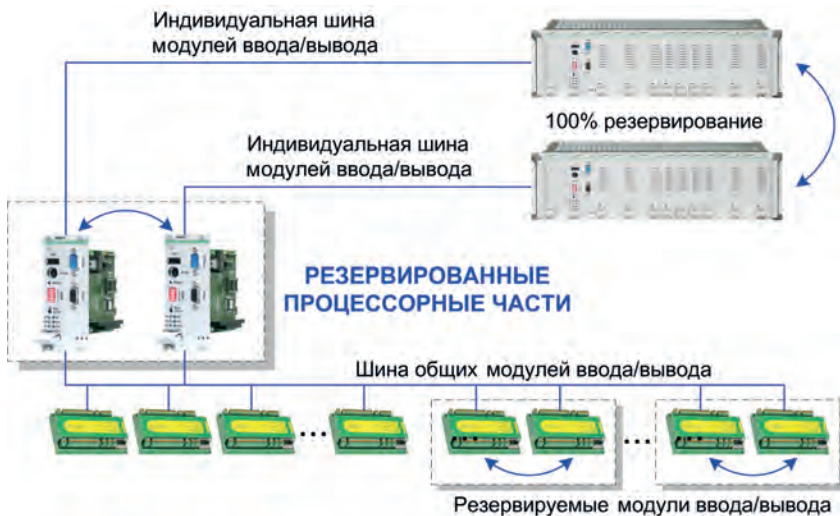 Индивидуальная шина
модулей ввода/вывода
100% резервирование
Индивидуальная шина
модулей ввода/вывода
РЕЗЕРВИРОВАННЫЕ
ПРОЦЕССОРНЫЕ ЧАСТИ
Шина общих модулей ввода/вывода
Резервируемые модули ввода/вывода